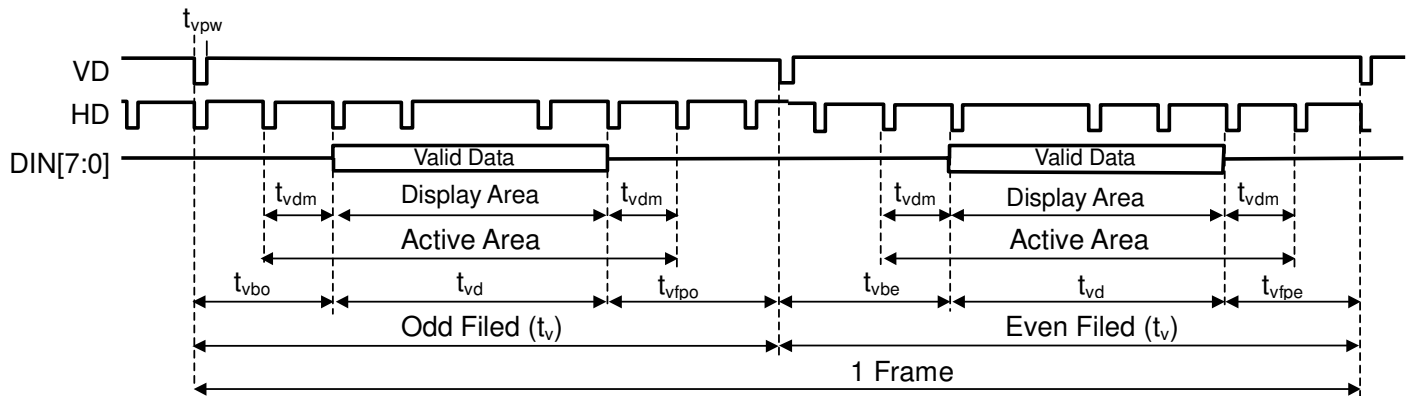 tvpw
VD
HD
DIN[7:0]
Valid Data
Valid Data
tvdm
Display Area
tvdm
tvdm
Display Area
tvdm
Active Area
Active Area
tvbo
tvd
tvfpo
tvbe
tvd
tvfpe
Odd Filed (tv)
Even Filed (tv)
1 Frame